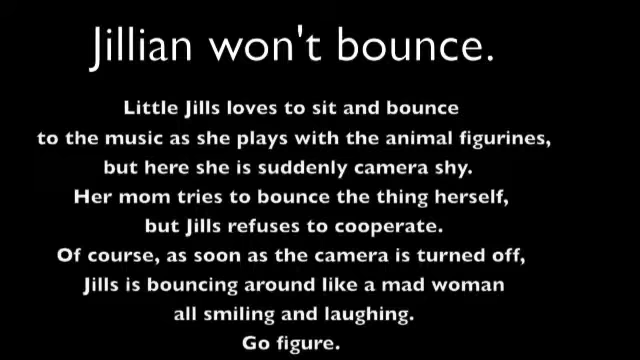 Jillian won't bounce.
Little Jills loves to sit and bounce
to the music as she plays with the animal figurines,
but here she is suddenly camera shy.
Her mom tries to bounce the thing herself,
but Jills refuses to cooperate.
Of course, as soon as the camera is turned off,
Jills is bouncing around like a mad woman
all smiling and laughing.
Go figure.